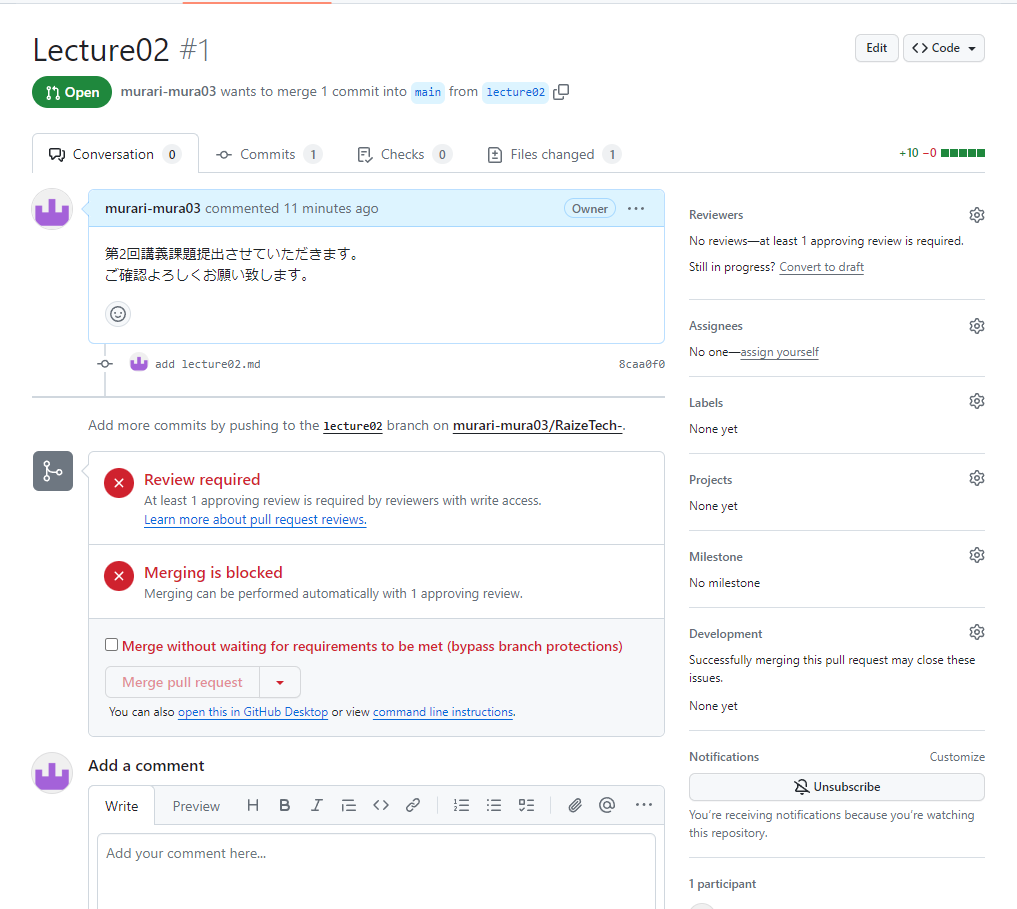 Lecture02 #1
Edit
Code
Open
murari-mura03 wants to merge 1 commit into main from lecture02
Conversation 0
Commits 1
Checks 0
Files changed 1
+10 −0
murari-mura03 commented 11 minutes ago
Owner
第2回講義課題提出させていただきます。
ご確認よろしくお願い致します。
add lecture02.md
8caa0f0
Add more commits by pushing to the lecture02 branch on murari-mura03/RaizeTech-.
Review required
At least 1 approving review is required by reviewers with write access.
Learn more about pull request reviews.
Merging is blocked
Merging can be performed automatically with 1 approving review.
Merge without waiting for requirements to be met (bypass branch protections)
Merge pull request
You can also open this in GitHub Desktop or view command line instructions.
Add a comment
Write
Preview
Add your comment here...
Reviewers
No reviews—at least 1 approving review is required.
Still in progress? Convert to draft
Assignees
No one—assign yourself
Labels
None yet
Projects
None yet
Milestone
No milestone
Development
Successfully merging this pull request may close these
issues.
None yet
Notifications
Customize
Unsubscribe
You're receiving notifications because you're watching
this repository.
1 participant